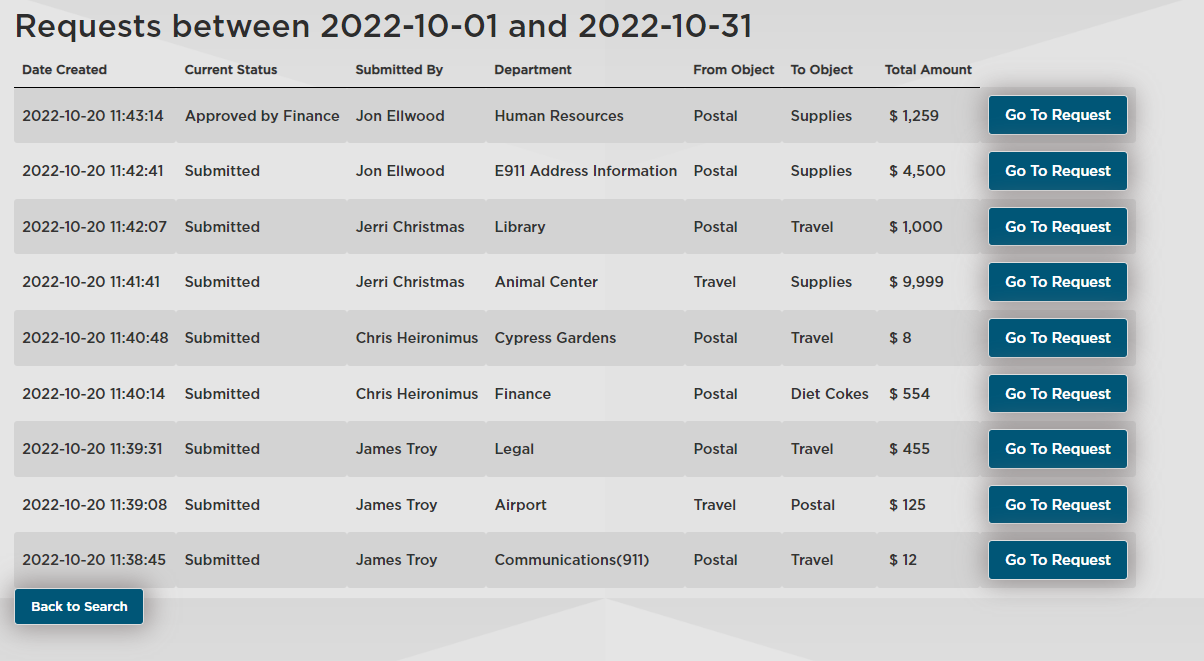 Requests between 2022-10-01 and 2022-10-31
Date Created Current Status Submitted By Department From Object To Object Total Amount
2022-10-20 11:43:14 Approved by Finance Jon Ellwood Human Resources Postal Supplies $ 1,259 Go To Request
2022-10-20 11:42:41 Submitted Jon Ellwood E911 Address Information Postal Supplies $ 4,500 Go To Request
2022-10-20 11:42:07 Submitted Jerri Christmas Library Postal Travel $ 1,000 Go To Request
2022-10-20 11:41:41 Submitted Jerri Christmas Animal Center Travel Supplies $ 9,999 Go To Request
2022-10-20 11:40:48 Submitted Chris Heironimus Cypress Gardens Postal Travel $ 8 Go To Request
2022-10-20 11:40:14 Submitted Chris Heironimus Finance Postal Diet Cokes $ 554 Go To Request
2022-10-20 11:39:31 Submitted James Troy Legal Postal Travel $ 455 Go To Request
2022-10-20 11:39:08 Submitted James Troy Airport Travel Postal $ 125 Go To Request
2022-10-20 11:38:45 Submitted James Troy Communications(911) Postal Travel $ 12 Go To Request
Back to Search